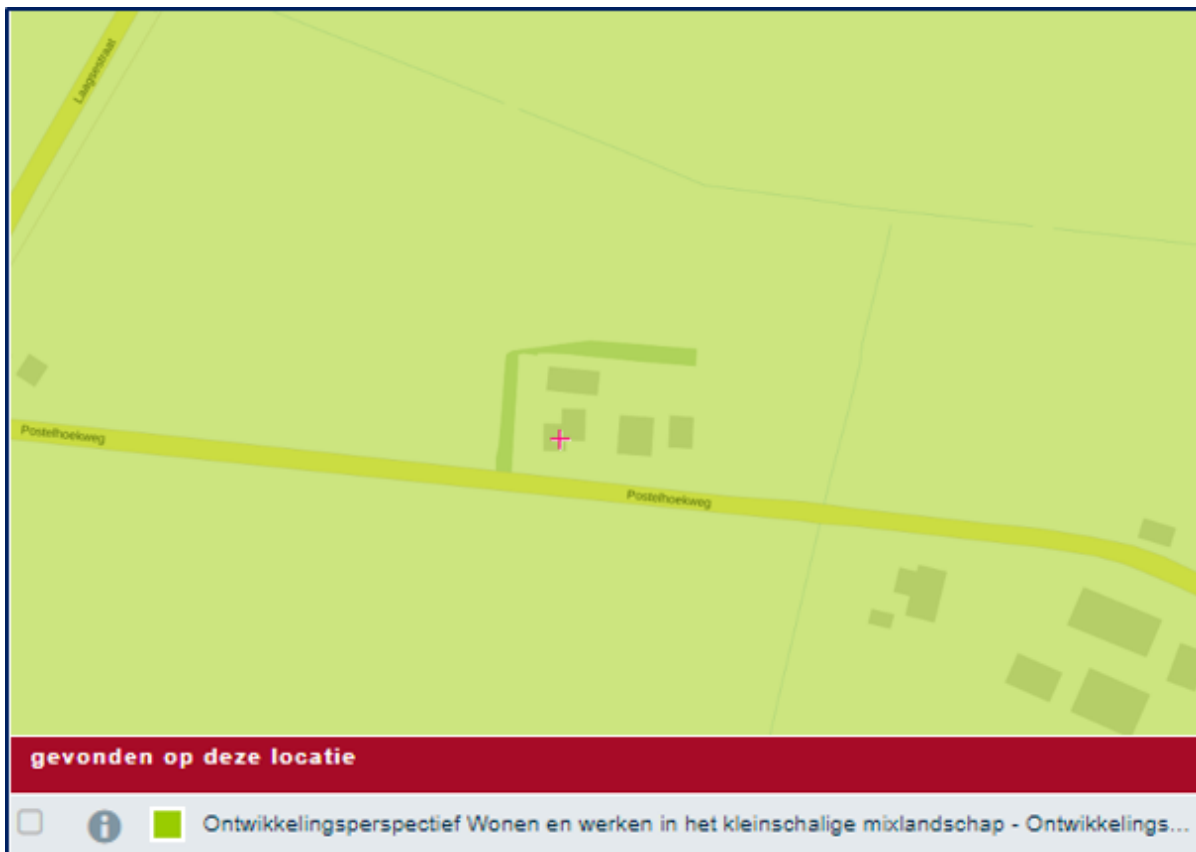 Laagsestraat
Postelhoekweg
Postelhoekweg
gevonden op deze locatie
Ontwikkelingsperspectief Wonen en werken in het kleinschalige mixlandschap - Ontwikkelings...